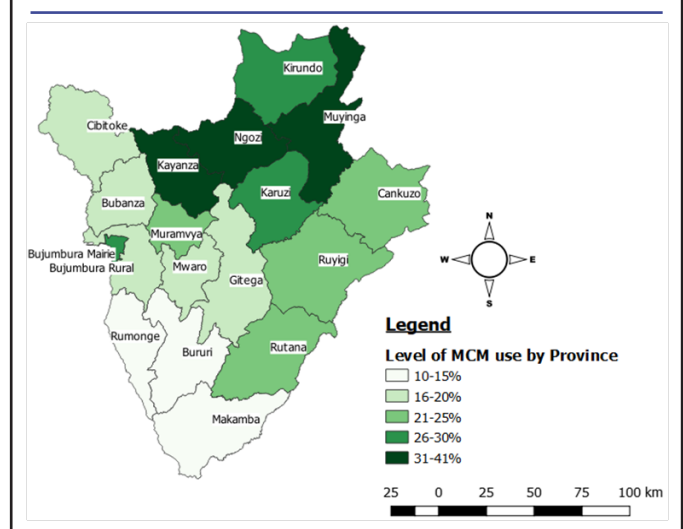 Kirundo
Muyinga
Cibitoke
Ngozi
Kayanza
Karuzi
Cankuzo
Bubanza
Muramvya
Bujumbura Mairie
Bujumbura Rural
Mwaro
Gitega
Ruyigi
Rumonge
Bururi
Rutana
Makamba
N
W E
S
Legend
Level of MCM use by Province
10-15%
16-20%
21-25%
26-30%
31-41%
25 0 25 50 75 100 km